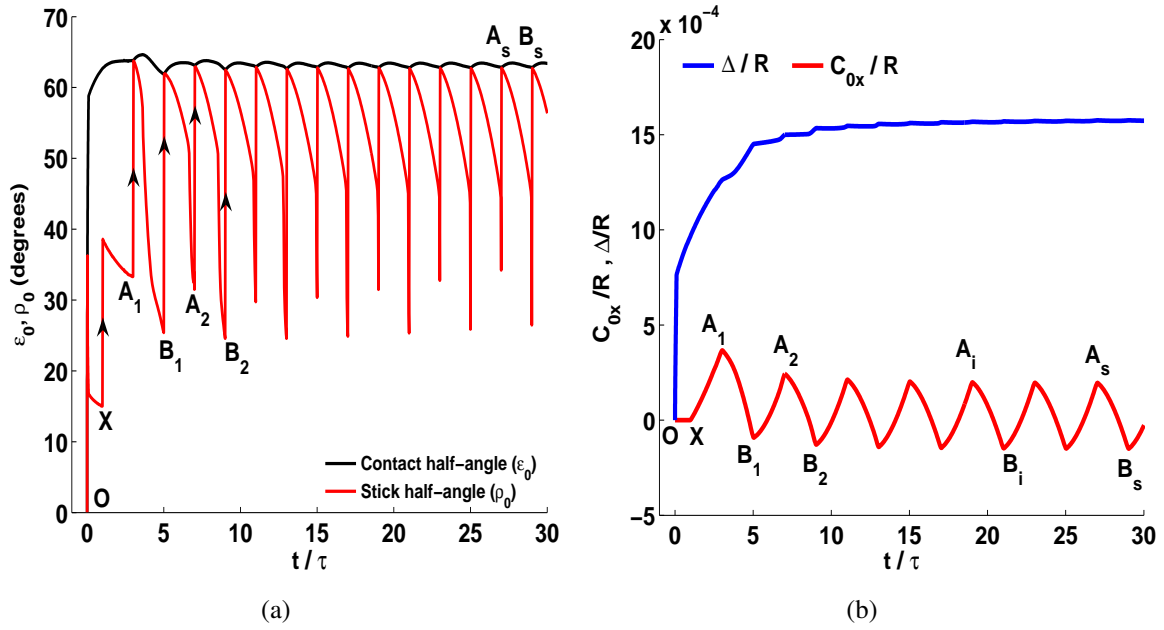 70
60
50
40
30
20
10
0
ε₀, ρ₀ (degrees)
Aₛ Bₛ
A₁
B₁
A₂
B₂
X
O
Contact half−angle (ε₀)
Stick half−angle (ρ₀)
0 5 10 15 20 25 30
t / τ
(a)
x 10⁻⁴
20
15
10
5
0
−5
C₀ₓ /R , Δ/R
Δ / R C₀ₓ / R
A₁ A₂ Aᵢ Aₛ
O X
B₁ B₂ Bᵢ Bₛ
0 5 10 15 20 25 30
t / τ
(b)